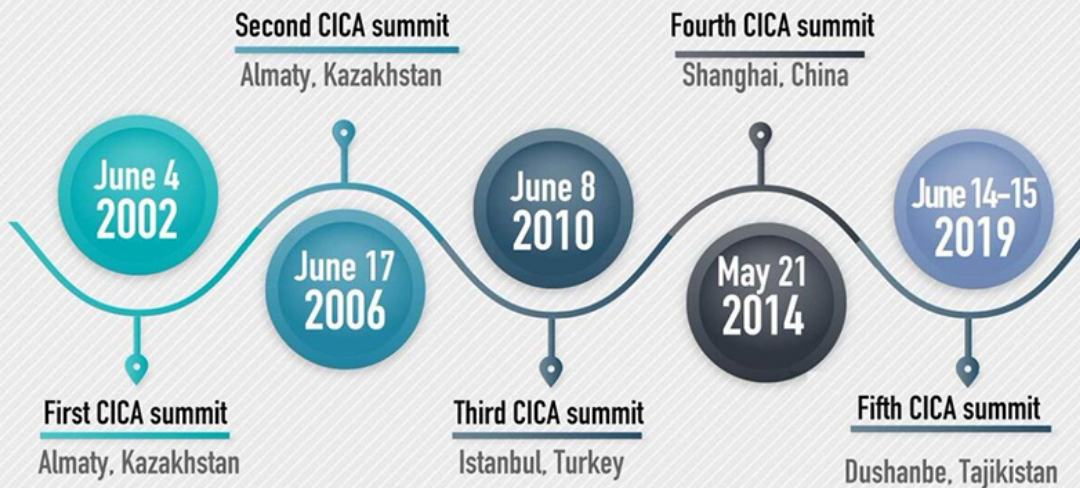 Second CICA summit
Almaty, Kazakhstan
Fourth CICA summit
Shanghai, China
June 4
2002
June 17
2006
June 8
2010
May 21
2014
June 14-15
2019
First CICA summit
Almaty, Kazakhstan
Third CICA summit
Istanbul, Turkey
Fifth CICA summit
Dushanbe, Tajikistan